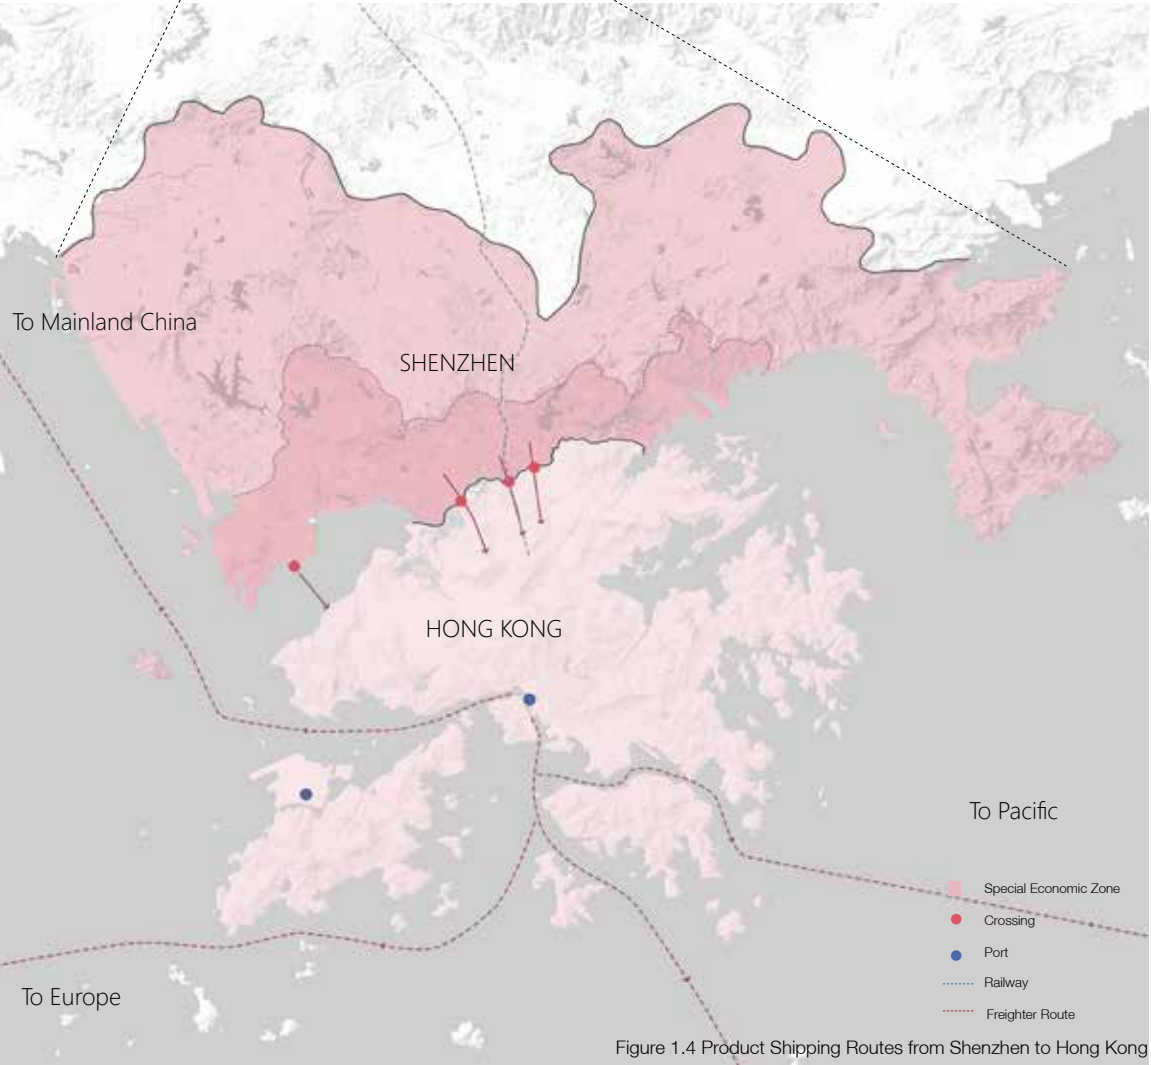 To Mainland China
SHENZHEN
HONG KONG
To Pacific
Special Economic Zone
Crossing
Port
Railway
Freighter Route
To Europe
Figure 1.4 Product Shipping Routes from Shenzhen to Hong Kong